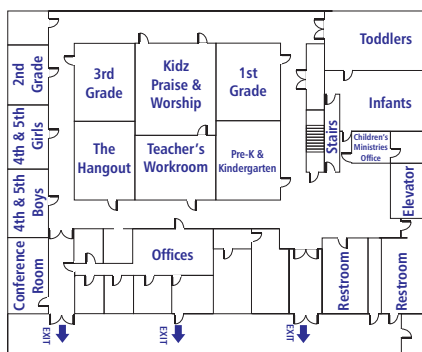 Toddlers
2nd
Grade
3rd
Grade
Kidz
Praise &
Worship
1st
Grade
Infants
4th & 5th
Girls
The
Hangout
Teacher's
Workroom
Pre-K &
Kindergarten
Stairs
Children's
Ministries
Office
4th & 5th
Boys
Elevator
Conference
Room
Offices
Restroom
Restroom
EXIT
EXIT
EXIT